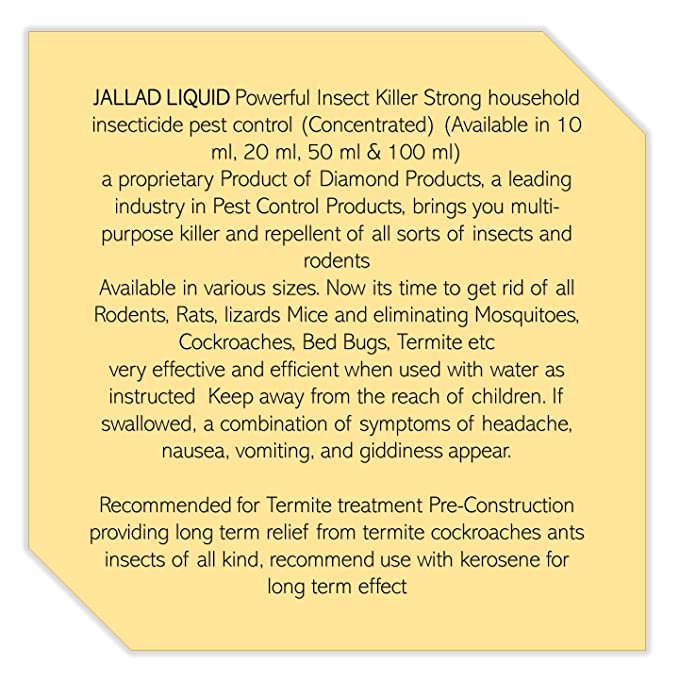 JALLAD LIQUID Powerful Insect Killer Strong household
insecticide pest control (Concentrated) (Available in 10
ml, 20 ml, 50 ml & 100 ml)
a proprietary Product of Diamond Products, a leading
industry in Pest Control Products, brings you multi-
purpose killer and repellent of all sorts of insects and
rodents
Available in various sizes. Now its time to get rid of all
Rodents, Rats, lizards Mice and eliminating Mosquitoes,
Cockroaches, Bed Bugs, Termite etc
very effective and efficient when used with water as
instructed Keep away from the reach of children. If
swallowed, a combination of symptoms of headache,
nausea, vomiting, and giddiness appear.
Recommended for Termite treatment Pre-Construction
providing long term relief from termite cockroaches ants
insects of all kind, recommend use with kerosene for
long term effect